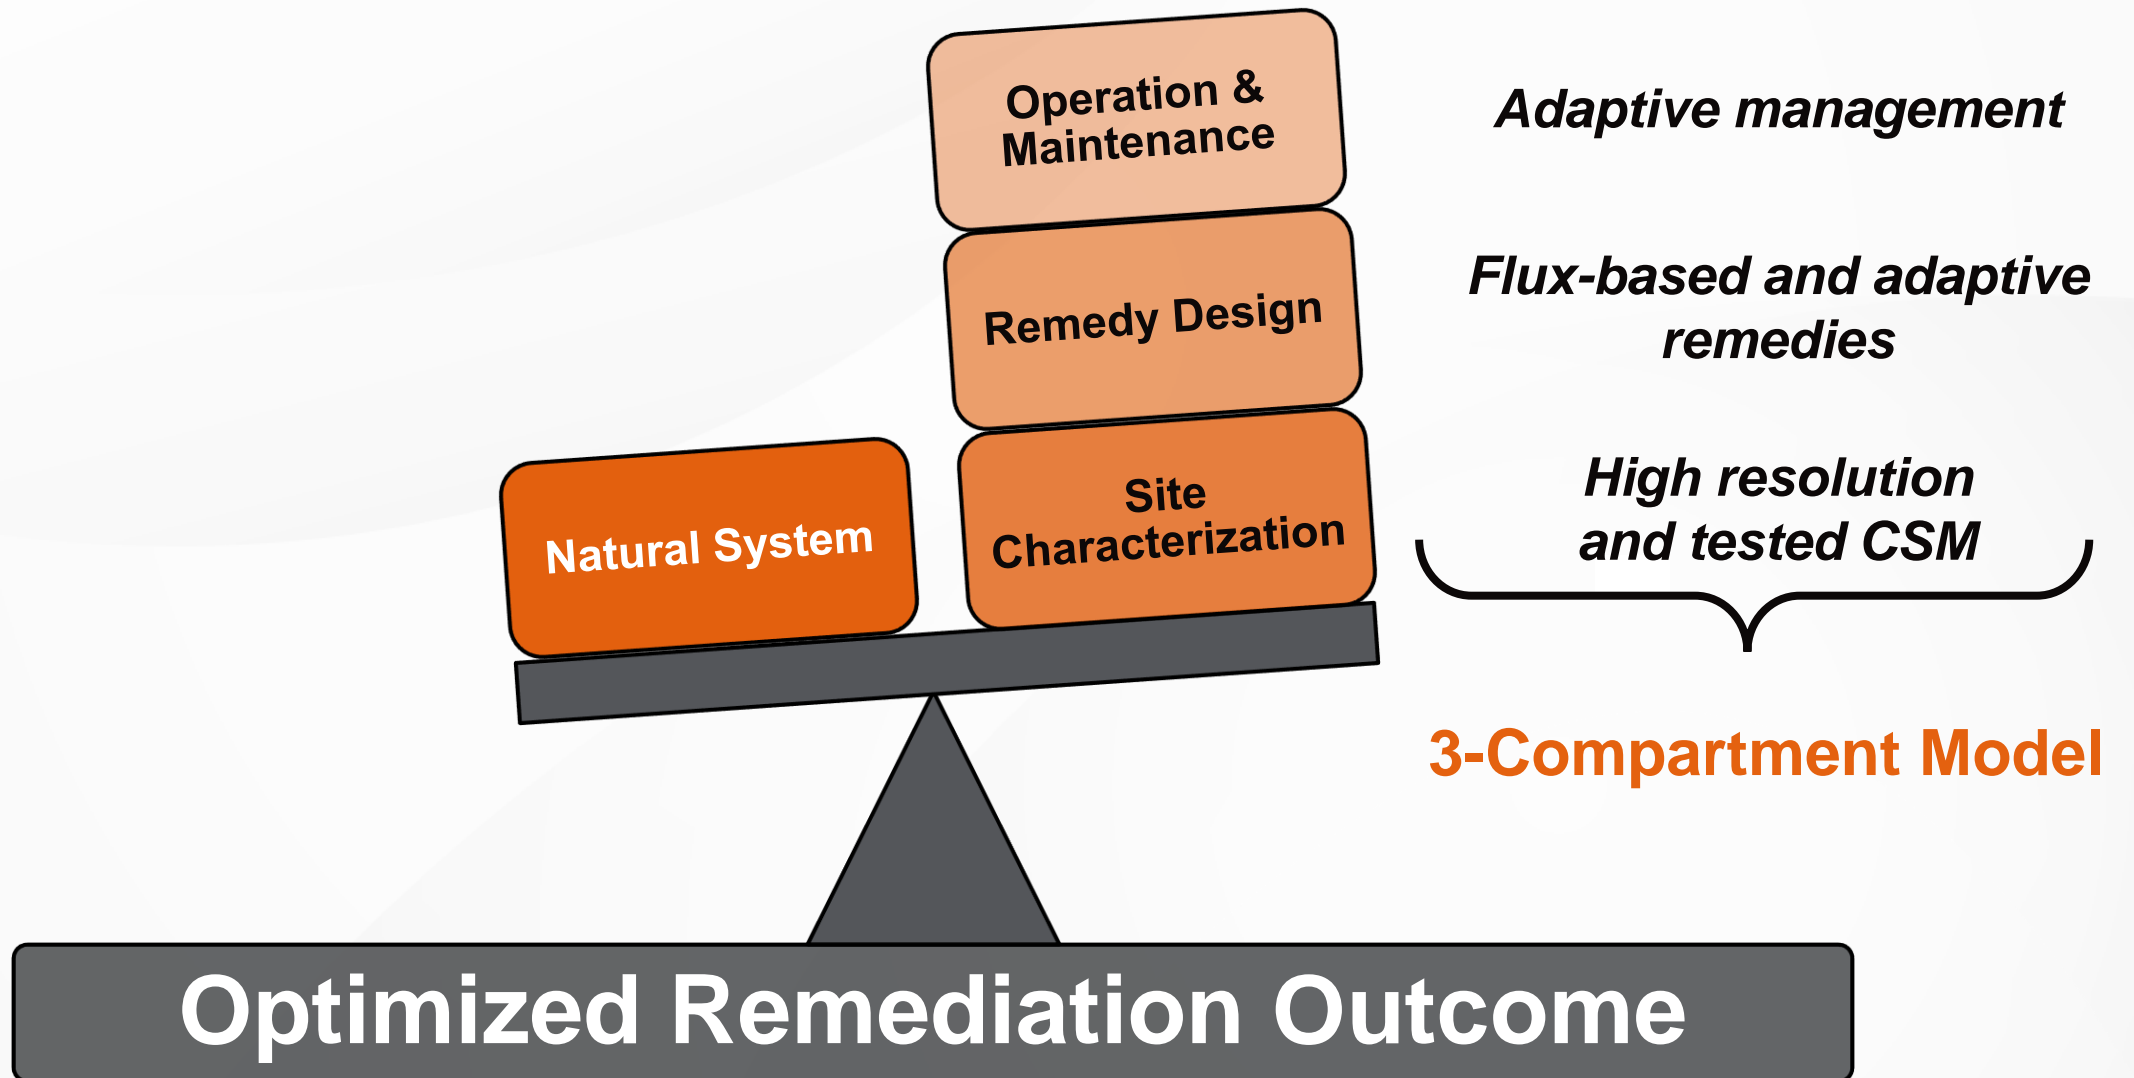 Operation &
Maintenance
Adaptive management
Remedy Design
Flux-based and adaptive
remedies
Natural System
Site
Characterization
High resolution
and tested CSM
3-Compartment Model
Optimized Remediation Outcome